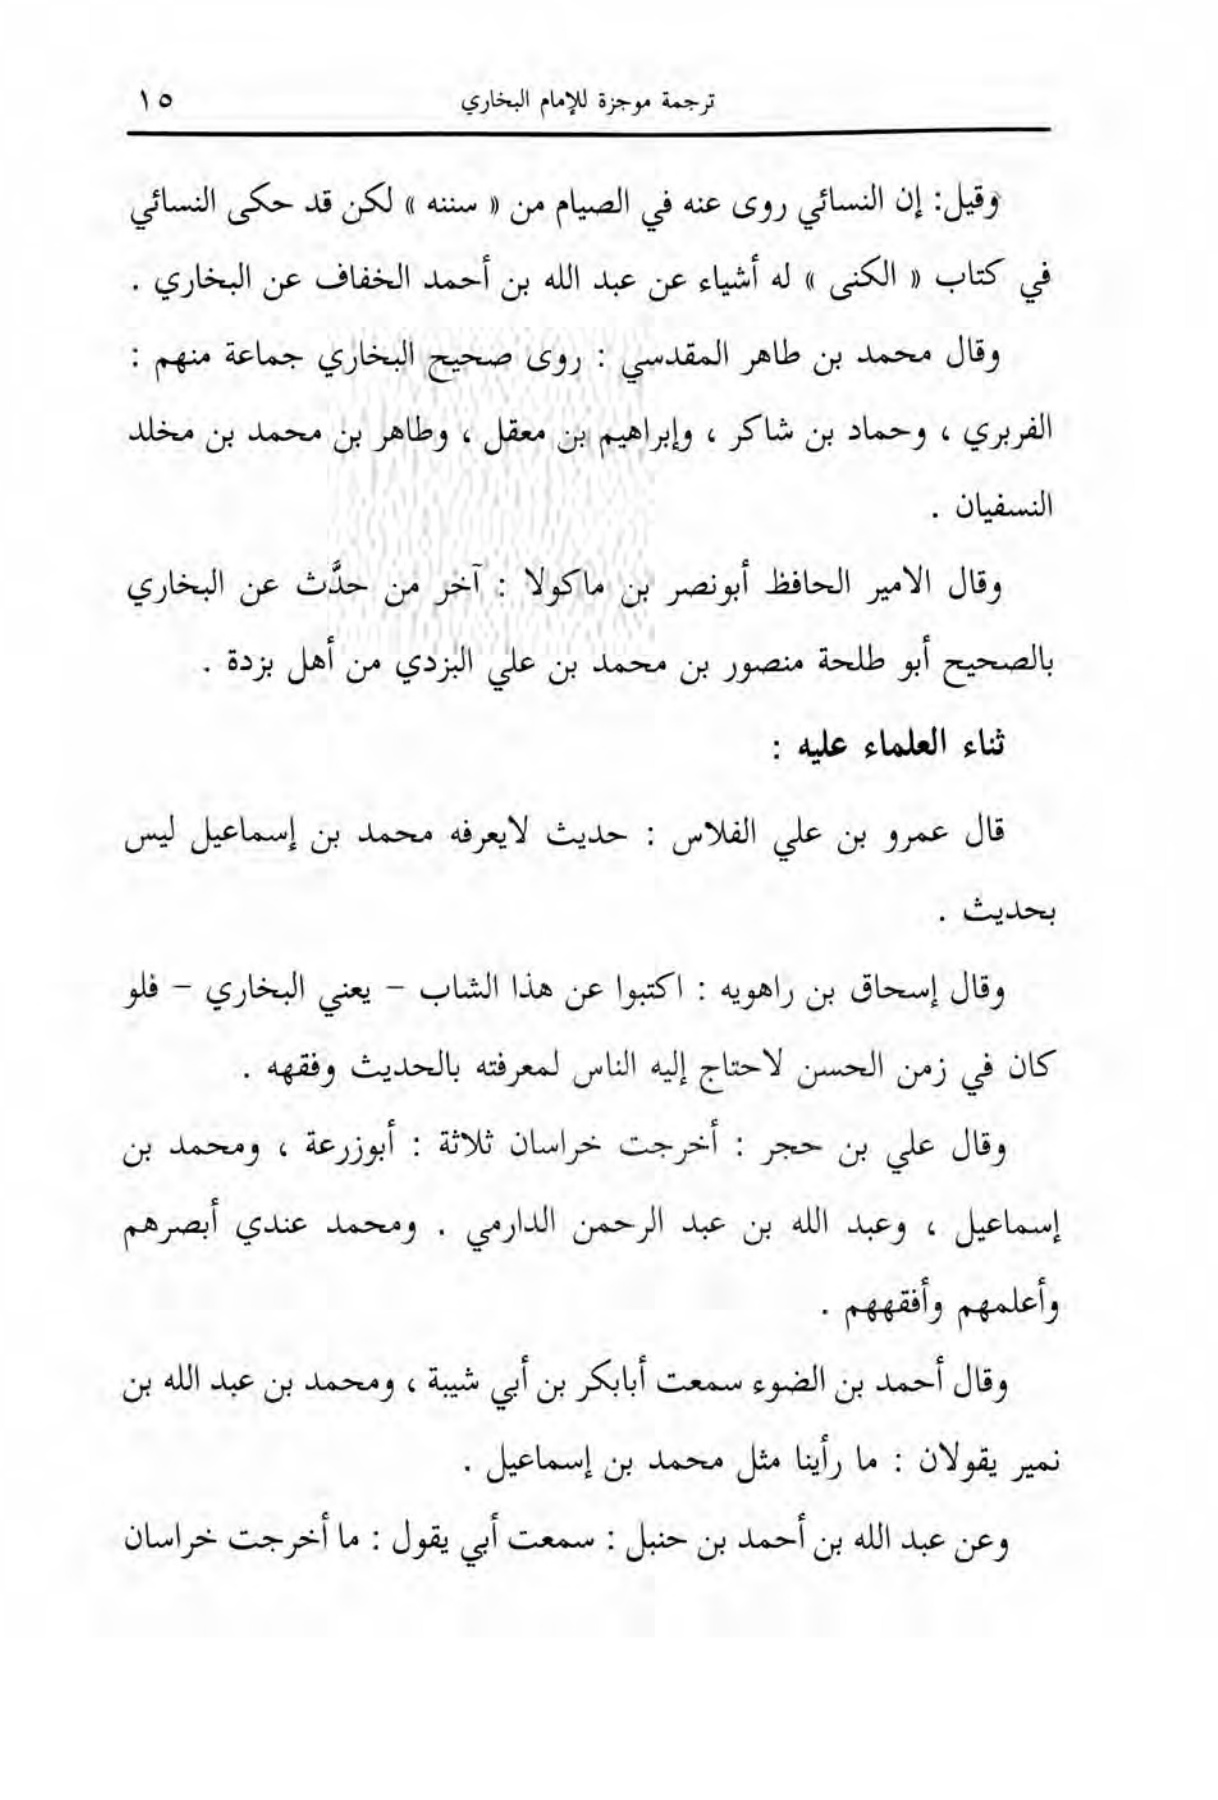 ترجمة موجزة للإمام البخاري ١٥
وقيل: إن النسائي روى عنه في الصيام من « سننه » لكن قد حكى النسائي
في كتاب « الكنى » له أشياء عن عبد الله بن أحمد الخفاف عن البخاري .
وقال محمد بن طاهر المقدسي : روى صحيح البخاري جماعة منهم :
الفربري ، وحماد بن شاكر ، وإبراهيم بن معقل ، وطاهر بن محمد بن مخلد
النسفيان .
وقال الامير الحافظ أبونصر بن ماكولا : آخر من حدَّث عن البخاري
بالصحيح أبو طلحة منصور بن محمد بن علي البزدي من أهل بزدة .
ثناء العلماء عليه :
قال عمرو بن علي الفلاس : حديث لايعرفه محمد بن إسماعيل ليس
بحديث .
وقال إسحاق بن راهويه : اكتبوا عن هذا الشاب – يعني البخاري – فلو
كان في زمن الحسن لاحتاج إليه الناس لمعرفته بالحديث وفقهه .
وقال علي بن حجر : أخرجت خراسان ثلاثة : أبوزرعة ، ومحمد بن
إسماعيل ، وعبد الله بن عبد الرحمن الدارمي . ومحمد عندي أبصرهم
وأعلمهم وأفقههم .
وقال أحمد بن الضوء سمعت أبابكر بن أبي شيبة ، ومحمد بن عبد الله بن
نمير يقولان : ما رأينا مثل محمد بن إسماعيل .
وعن عبد الله بن أحمد بن حنبل : سمعت أبي يقول : ما أخرجت خراسان